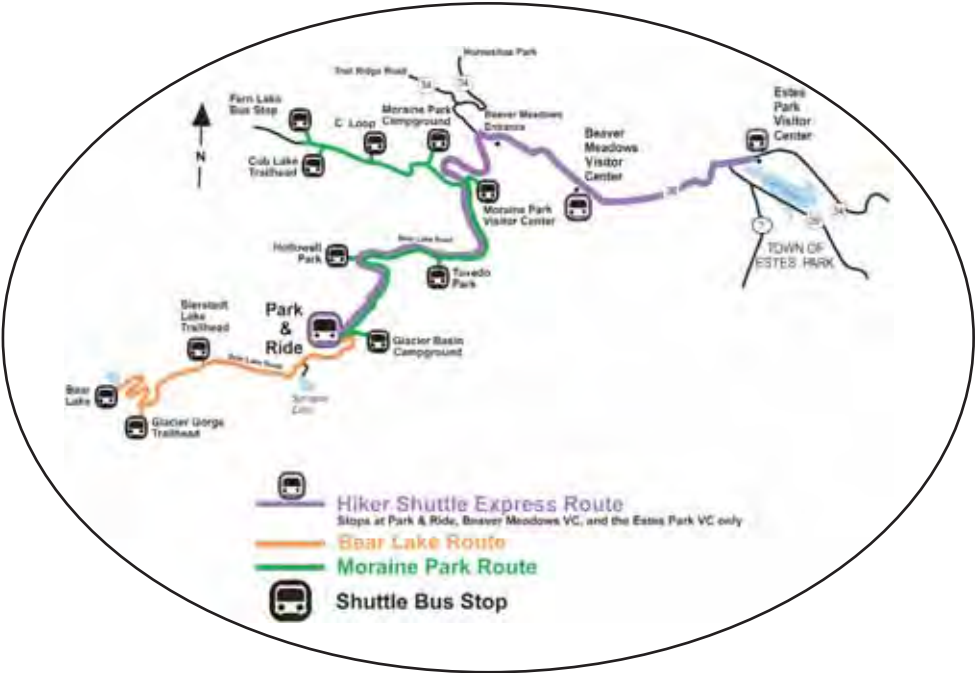 Horseshoe Park
Trail Ridge Road
34
34
Fern Lake
Bus Stop
C Loop
Moraine Park
Campground
Beaver Meadows
Entrance
Beaver
Meadows
Visitor
Center
Estes
Park
Visitor
Center
N
Cub Lake
Trailhead
Moraine Park
Visitor Center
36
34
36
7
TOWN OF
ESTES PARK
Hollowell
Park
Bear Lake Road
Tuxedo
Park
Park
&
Ride
Bierstadt
Lake
Trailhead
Glacier Basin
Campground
Bear Lake Road
Sprague
Lake
Bear
Lake
Glacier Gorge
Trailhead
Hiker Shuttle Express Route
Stops at Park & Ride, Beaver Meadows VC, and the Estes Park VC only
Bear Lake Route
Moraine Park Route
Shuttle Bus Stop